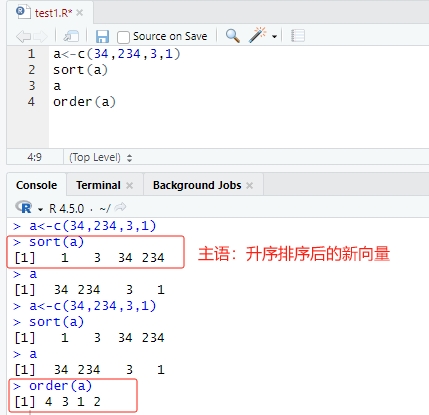 test1.R*
Source on Save
1 a<-c(34,234,3,1)
2 sort(a)
3 a
4 order(a)
4:9 (Top Level)
Console Terminal Background Jobs
R 4.5.0 · ~/
> a<-c(34,234,3,1)
> sort(a)
[1] 1 3 34 234
主语：升序排序后的新向量
> a
[1] 34 234 3 1
> a<-c(34,234,3,1)
> sort(a)
[1] 1 3 34 234
> a
[1] 34 234 3 1
> order(a)
[1] 4 3 1 2